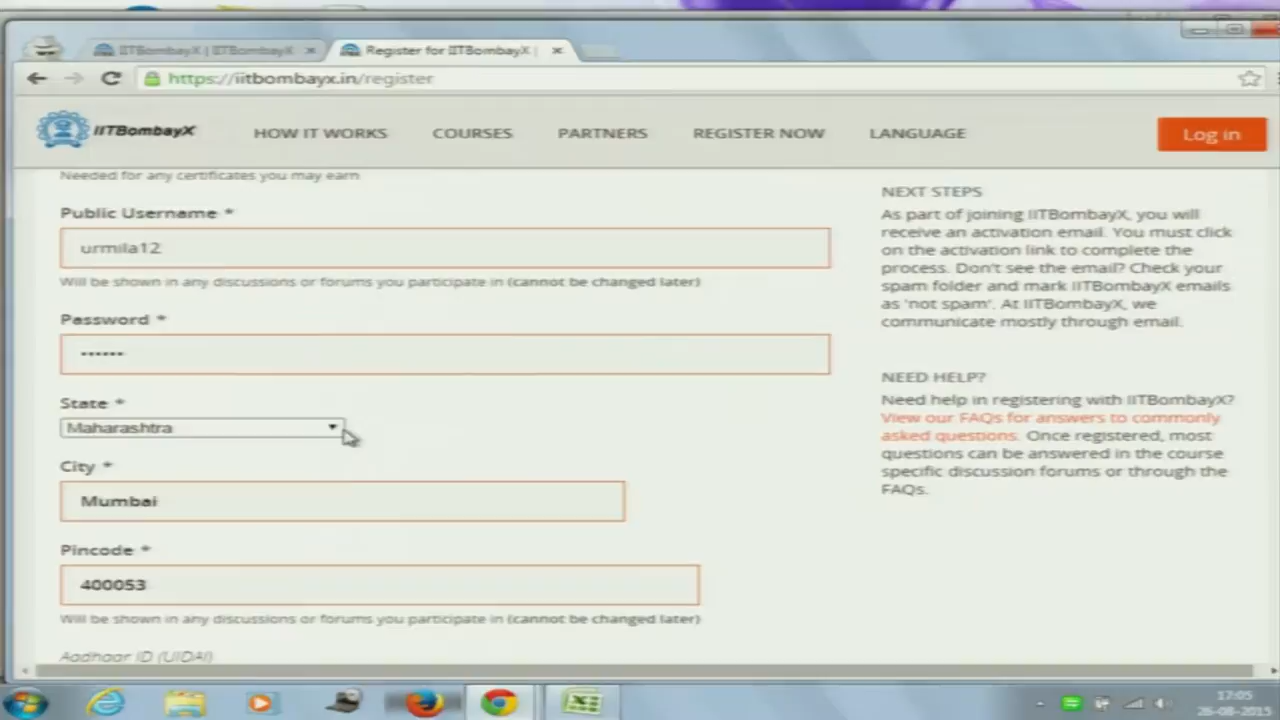 IITBombayX | IITBombayX
Register for IITBombayX |
https://iitbombayx.in/register
IITBombayX
HOW IT WORKS
COURSES
PARTNERS
REGISTER NOW
LANGUAGE
Log in
Needed for any certificates you may earn
Public Username *
urmila12
Will be shown in any discussions or forums you participate in (cannot be changed later)
Password *
••••••
State *
Maharashtra
City *
Mumbai
Pincode *
400053
Will be shown in any discussions or forums you participate in (cannot be changed later)
Aadhaar ID (UIDAI)
NEXT STEPS
As part of joining IITBombayX, you will
receive an activation email. You must click
on the activation link to complete the
process. Don't see the email? Check your
spam folder and mark IITBombayX emails
as 'not spam'. At IITBombayX, we
communicate mostly through email.
NEED HELP?
Need help in registering with IITBombayX?
View our FAQs for answers to commonly
asked questions. Once registered, most
questions can be answered in the course
specific discussion forums or through the
FAQs.
17:05
26-08-2015